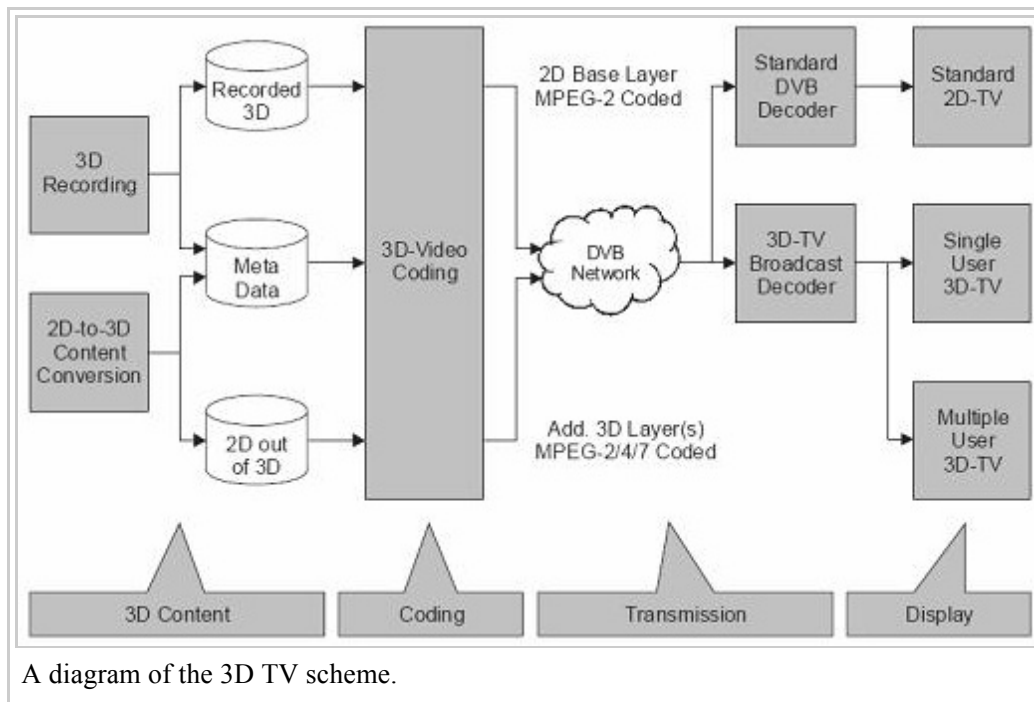 3D
Recording
2D-to-3D
Content
Conversion
Recorded
3D
Meta
Data
2D out
of 3D
3D-Video
Coding
2D Base Layer
MPEG-2 Coded
DVB
Network
Add. 3D Layer(s)
MPEG-2/4/7 Coded
Standard
DVB
Decoder
3D-TV
Broadcast
Decoder
Standard
2D-TV
Single
User
3D-TV
Multiple
User
3D-TV
3D Content
Coding
Transmission
Display
A diagram of the 3D TV scheme.